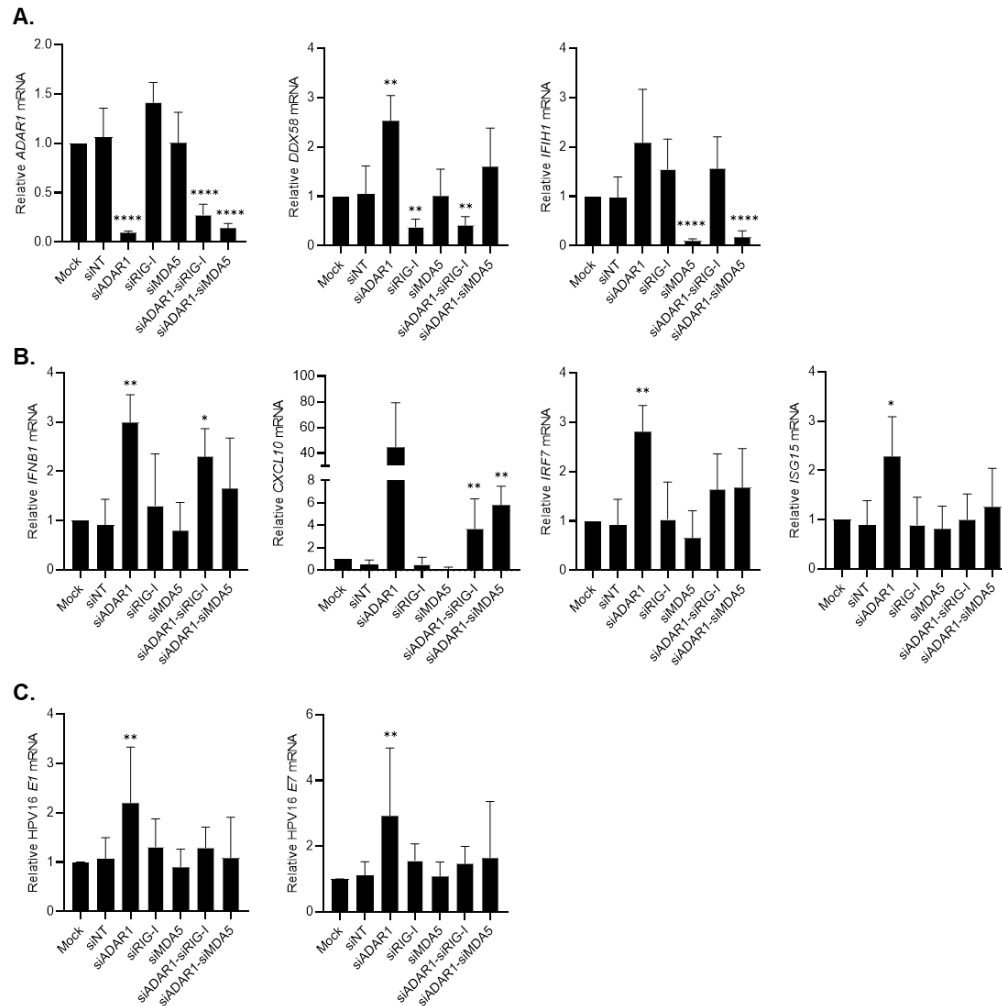 A.
Relative ADAR1 mRNA
2.0
1.5
1.0
0.5
0.0
****
****
****
Mock
siNT
siADAR1
siRIG-I
siMDA5
siADAR1-siRIG-I
siADAR1-siMDA5
Relative DDX58 mRNA
4
3
2
1
0
**
**
**
Mock
siNT
siADAR1
siRIG-I
siMDA5
siADAR1-siRIG-I
siADAR1-siMDA5
Relative IFIH1 mRNA
4
3
2
1
0
****
****
Mock
siNT
siADAR1
siRIG-I
siMDA5
siADAR1-siRIG-I
siADAR1-siMDA5
B.
Relative IFNB1 mRNA
4
3
2
1
0
**
*
Mock
siNT
siADAR1
siRIG-I
siMDA5
siADAR1-siRIG-I
siADAR1-siMDA5
Relative CXCL10 mRNA
100
80
60
40
8
6
4
2
0
**
**
Mock
siNT
siADAR1
siRIG-I
siMDA5
siADAR1-siRIG-I
siADAR1-siMDA5
Relative IRF7 mRNA
4
3
2
1
0
**
Mock
siNT
siADAR1
siRIG-I
siMDA5
siADAR1-siRIG-I
siADAR1-siMDA5
Relative ISG15 mRNA
4
3
2
1
0
*
Mock
siNT
siADAR1
siRIG-I
siMDA5
siADAR1-siRIG-I
siADAR1-siMDA5
C.
Relative HPV16 E1 mRNA
4
3
2
1
0
**
Mock
siNT
siADAR1
siRIG-I
siMDA5
siADAR1-siRIG-I
siADAR1-siMDA5
Relative HPV16 E7 mRNA
6
4
2
0
**
Mock
siNT
siADAR1
siRIG-I
siMDA5
siADAR1-siRIG-I
siADAR1-siMDA5